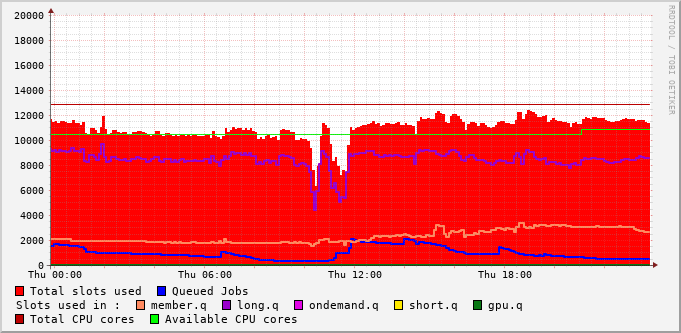 20000
18000
16000
14000
12000
10000
8000
6000
4000
2000
0
Thu 00:00 Thu 06:00 Thu 12:00 Thu 18:00
RRDTOOL / TOBI OETIKER
Total slots used Queued Jobs
Slots used in : member.q long.q ondemand.q short.q gpu.q
Total CPU cores Available CPU cores